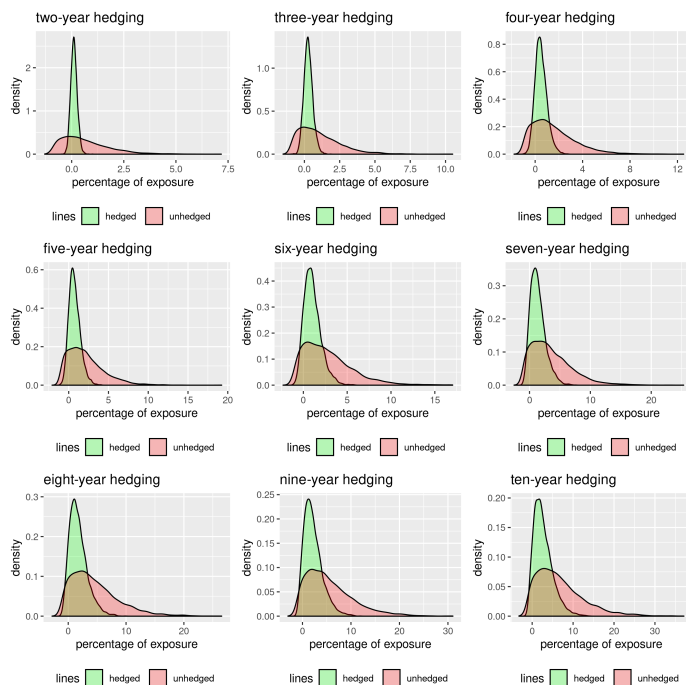 two-year hedging
three-year hedging
four-year hedging
density
2
1
0
0.0 2.5 5.0 7.5
percentage of exposure
density
1.0
0.5
0.0
0.0 2.5 5.0 7.5 10.0
percentage of exposure
density
0.8
0.6
0.4
0.2
0.0
0 4 8 12
percentage of exposure
lines hedged unhedged
lines hedged unhedged
lines hedged unhedged
five-year hedging
six-year hedging
seven-year hedging
density
0.6
0.4
0.2
0.0
0 5 10 15 20
percentage of exposure
density
0.4
0.3
0.2
0.1
0.0
0 5 10 15
percentage of exposure
density
0.3
0.2
0.1
0.0
0 10 20
percentage of exposure
lines hedged unhedged
lines hedged unhedged
lines hedged unhedged
eight-year hedging
nine-year hedging
ten-year hedging
density
0.3
0.2
0.1
0.0
0 10 20
percentage of exposure
density
0.25
0.20
0.15
0.10
0.05
0.00
0 10 20 30
percentage of exposure
density
0.20
0.15
0.10
0.05
0.00
0 10 20 30
percentage of exposure
lines hedged unhedged
lines hedged unhedged
lines hedged unhedged